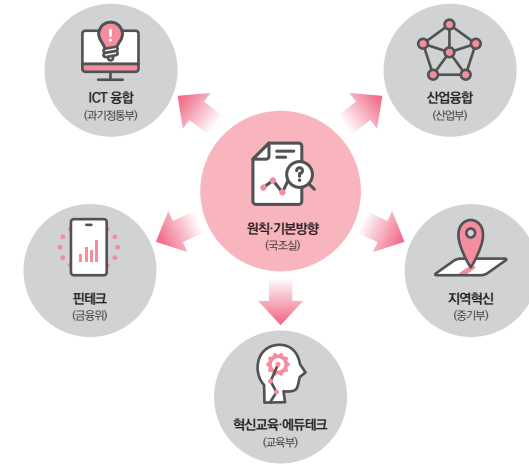 ICT 융합
(과기정통부)
산업융합
(산업부)
원칙·기본방향
(국조실)
핀테크
(금융위)
지역혁신
(중기부)
혁신교육·에듀테크
(교육부)